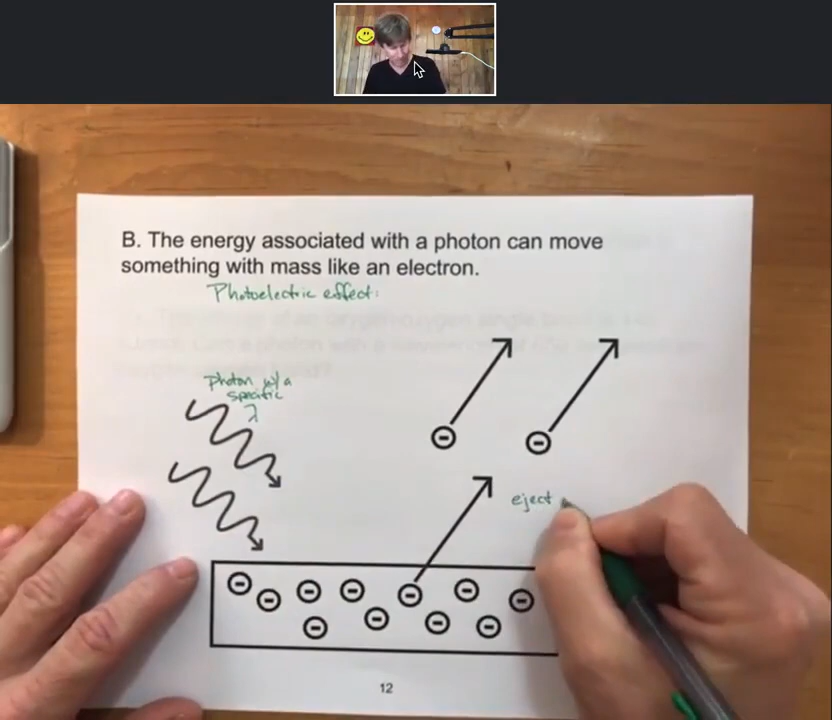 B. The energy associated with a photon can move
something with mass like an electron.
Photoelectric effect:
photon w/ a
specific
λ
eject
12